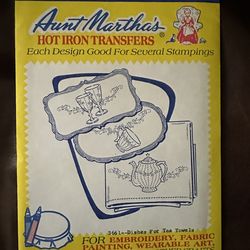 Aunt Martha's®
HOT IRON TRANSFERS
Each Design Good For Several Stampings
3661--Dishes For Tea Towels
FOR EMBROIDERY, FABRIC
PAINTING, WEARABLE ART,